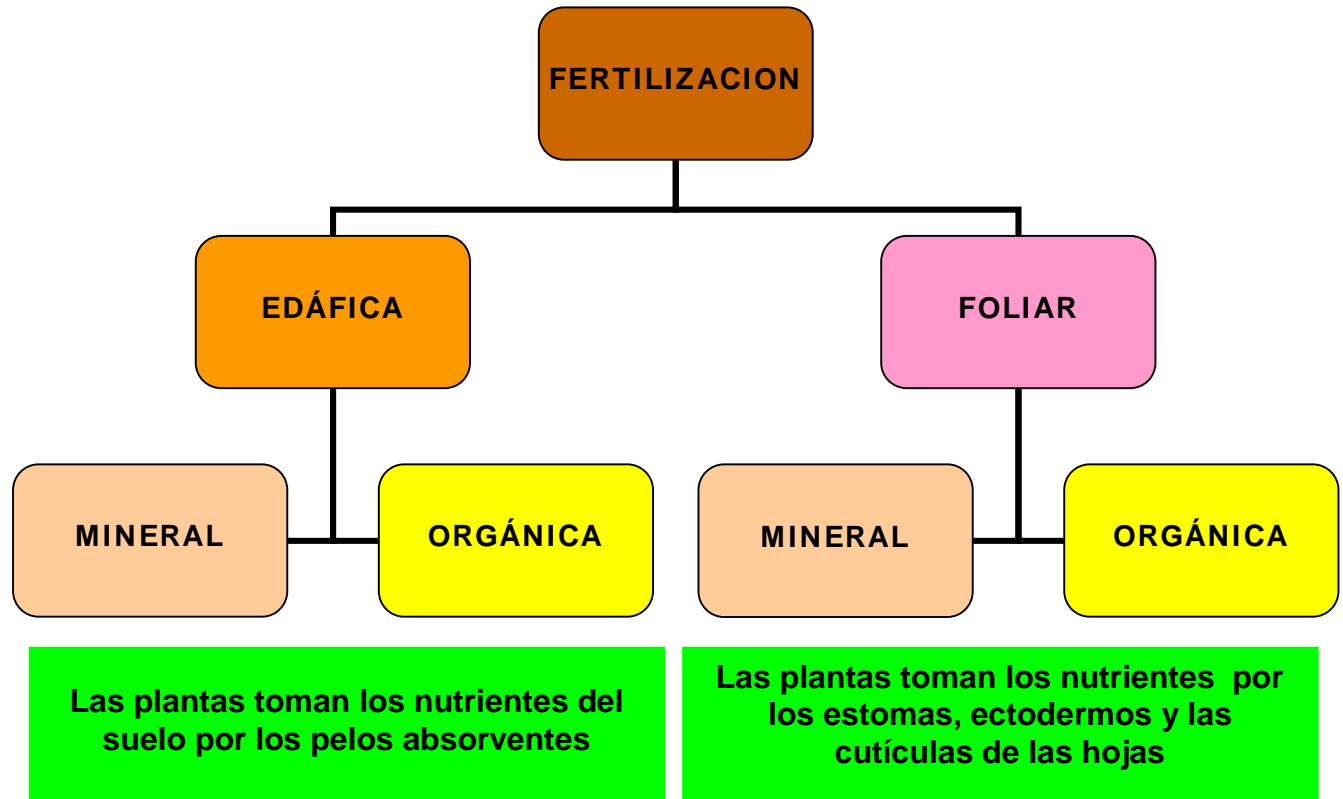 FERTILIZACION
EDÁFICA
FOLIAR
MINERAL
ORGÁNICA
MINERAL
ORGÁNICA
Las plantas toman los nutrientes del
suelo por los pelos absorventes
Las plantas toman los nutrientes por
los estomas, ectodermos y las
cutículas de las hojas